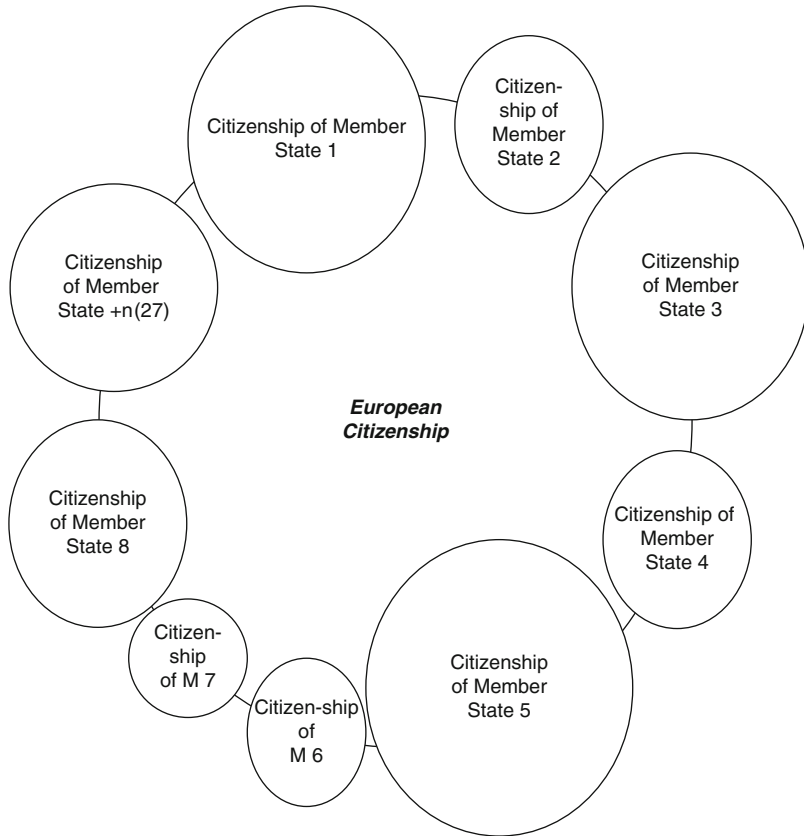 Citizenship of Member
State 1
Citizen-
ship of
Member
State 2
Citizenship
of Member
State 3
Citizenship of
Member
State 4
Citizenship
of Member
State 5
Citizen-ship
of
M 6
Citizen-
ship
of M 7
Citizenship
of Member
State 8
Citizenship
of Member
State +n(27)
European
Citizenship